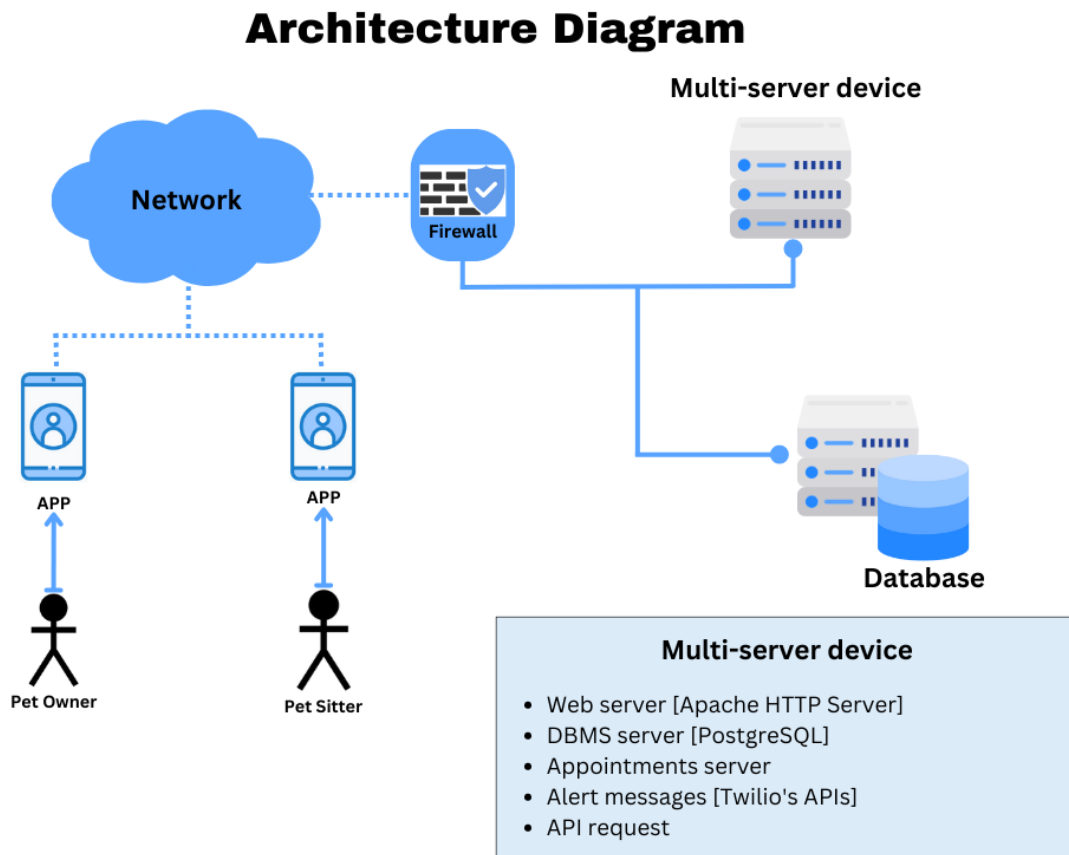 Architecture Diagram
Multi-server device
Network
Firewall
APP
APP
Pet Owner
Pet Sitter
Database
Multi-server device
• Web server [Apache HTTP Server]
• DBMS server [PostgreSQL]
• Appointments server
• Alert messages [Twilio's APIs]
• API request